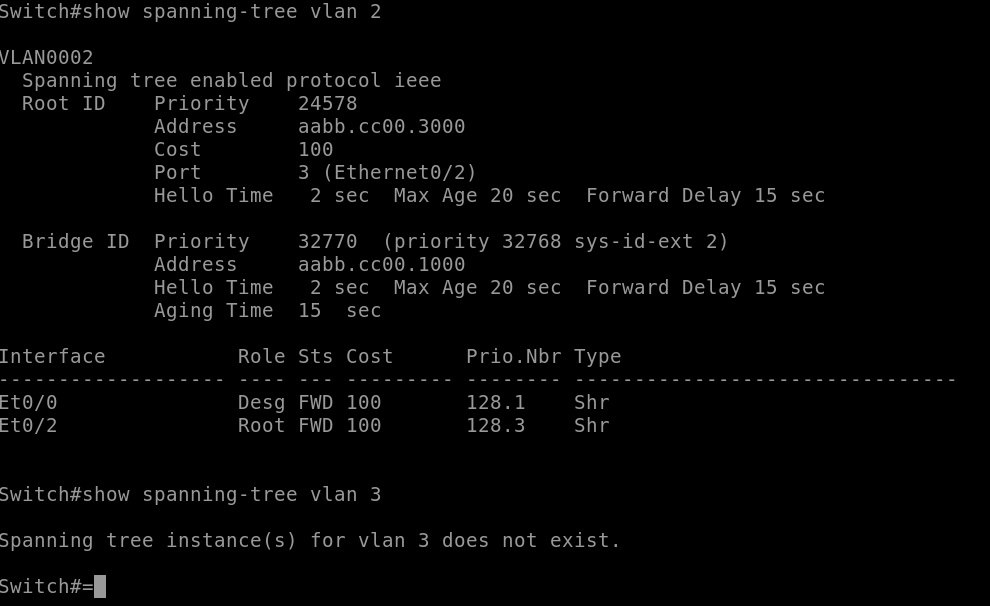 Switch#show spanning-tree vlan 2
VLAN0002
  Spanning tree enabled protocol ieee
  Root ID    Priority    24578
             Address     aabb.cc00.3000
             Cost        100
             Port        3 (Ethernet0/2)
             Hello Time   2 sec  Max Age 20 sec  Forward Delay 15 sec
  Bridge ID  Priority    32770  (priority 32768 sys-id-ext 2)
             Address     aabb.cc00.1000
             Hello Time   2 sec  Max Age 20 sec  Forward Delay 15 sec
             Aging Time  15  sec
Interface           Role Sts Cost      Prio.Nbr Type
------------------- ---- --- --------- -------- --------------------------------
Et0/0               Desg FWD 100       128.1    Shr
Et0/2               Root FWD 100       128.3    Shr
Switch#show spanning-tree vlan 3
Spanning tree instance(s) for vlan 3 does not exist.
Switch#=